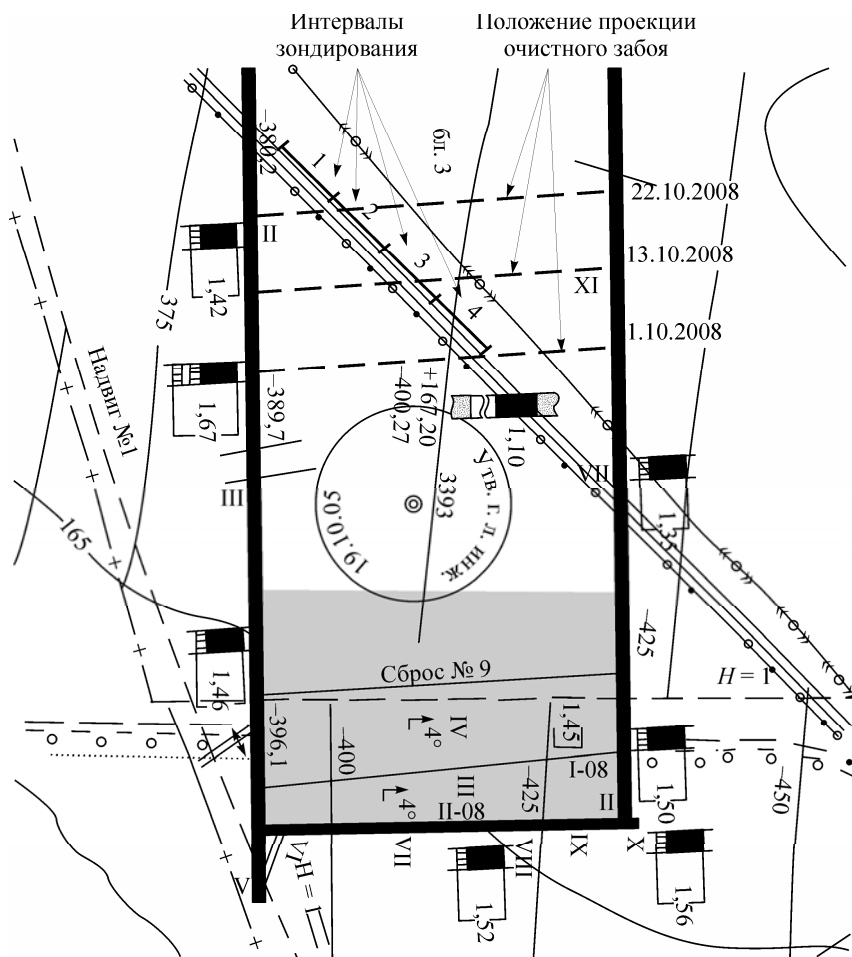 Интервалы
зондирования
Положение проекции
очистного забоя
–380,2
1
2
3
4
бл. 3
22.10.2008
II
1,42
13.10.2008
XI
375
1.10.2008
Надвиг №1
1,67
–389,7
+167,20
–400,27
1,10
VII
III
Утв. г. л. инж.
3393
19.10.05
1,35
165
1,46
–425
Сброс № 9
H = 1
–396,1
–400
IV
4°
1,45
I-08
III
4°
II-08
–425
II
1,50
–450
V
VI
H = 1
VII
VIII
IX
X
1,52
1,56